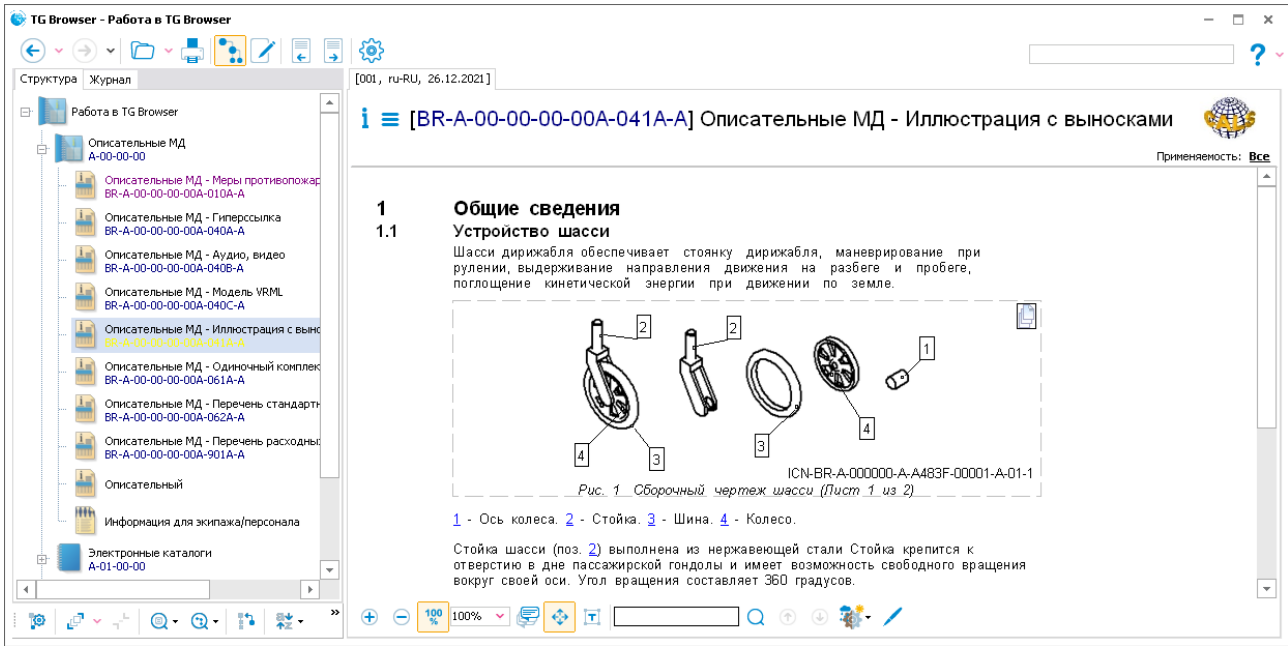 TG Browser - Работа в TG Browser
Структура
Журнал
Работа в TG Browser
Описательные МД
A-00-00-00
Описательные МД - Меры противопожар
BR-A-00-00-00-00A-010A-A
Описательные МД - Гиперссылка
BR-A-00-00-00-00A-040A-A
Описательные МД - Аудио, видео
BR-A-00-00-00-00A-040B-A
Описательные МД - Модель VRML
BR-A-00-00-00-00A-040C-A
Описательные МД - Иллюстрация с вынос
BR-A-00-00-00-00A-041A-A
Описательные МД - Одиночный комплек
BR-A-00-00-00-00A-061A-A
Описательные МД - Перечень стандартн
BR-A-00-00-00-00A-062A-A
Описательные МД - Перечень расходных
BR-A-00-00-00-00A-901A-A
Описательный
Информация для экипажа/персонала
Электронные каталоги
A-01-00-00
[001, ru-RU, 26.12.2021]
[BR-A-00-00-00-00A-041A-A] Описательные МД - Иллюстрация с выносками
CALS
Применяемость: Все
1 Общие сведения
1.1 Устройство шасси
Шасси дирижабля обеспечивает стоянку дирижабля, маневрирование при
рулении, выдерживание направления движения на разбеге и пробеге,
поглощение кинетической энергии при движении по земле.
2
2
1
4
3
3
4
ICN-BR-A-000000-A-A483F-00001-A-01-1
Рис. 1 Сборочный чертеж шасси (Лист 1 из 2)
1 - Ось колеса. 2 - Стойка. 3 - Шина. 4 - Колесо.
Стойка шасси (поз. 2) выполнена из нержавеющей стали Стойка крепится к
отверстию в дне пассажирской гондолы и имеет возможность свободного вращения
вокруг своей оси. Угол вращения составляет 360 градусов.
100 %
100%
T